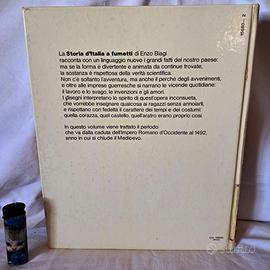 La Storia d'Italia a fumetti di Enzo Biagi
racconta con un linguaggio nuovo i grandi fatti del nostro paese:
ma se la forma è divertente e animata da continue trovate,
la sostanza è rispettosa della verità scientifica.
Non c'è soltanto l'avventura, ma anche il perché degli avvenimenti,
e oltre alle imprese guerresche si narrano le vicende quotidiane:
il lavoro e lo svago, le invenzioni e gli amori.
I disegni interpretano lo spirito di quest'opera inconsueta,
che vorrebbe insegnare qualcosa ai ragazzi senza annoiarli,
e rispettano con fedeltà il carattere dei tempi e dei costumi:
quella corazza, quel castello, quell'aratro erano proprio così.
In questo volume viene trattato il periodo
che va dalla caduta dell'Impero Romano d'Occidente al 1492,
anno in cui si chiude il Medioevo.